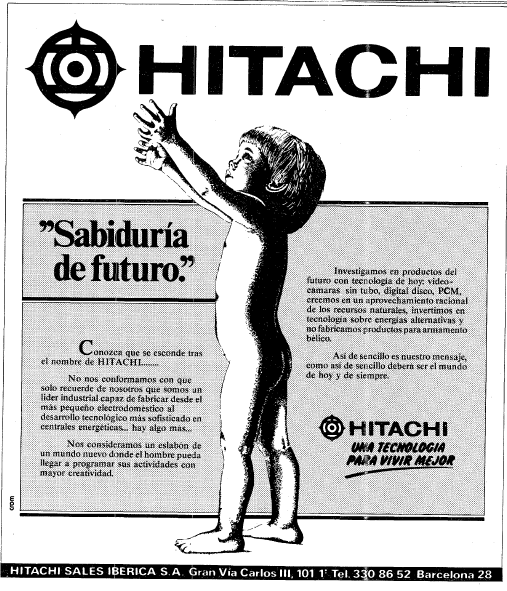 HITACHI
"Sabiduría
de futuro."
Conozca que se esconde tras
el nombre de HITACHI........
No nos conformamos con que
solo recuerde de nosotros que somos un
lider industrial capaz de fabricar desde el
más pequeño electrodoméstico al
desarrollo tecnológico más sofisticado en
centrales energéticas... hay algo mas...
Nos consideramos un eslabón de
un mundo nuevo donde el hombre pueda
llegar a programar sus actividades con
mayor creatividad.
Investigamos en productos del
futuro con tecnología de hoy: video-
camaras sin tubo, digital disco, PCM,
creemos en un aprovechamiento racional
de los recursos naturales, invertimos en
tecnología sobre energías alternativas y
no fabricamos productos para armamento
bélico.
Así de sencillo es nuestro mensaje,
como así de sencillo debera ser el mundo
de hoy y de siempre.
HITACHI
UNA TECNOLOGIA
PARA VIVIR MEJOR
HITACHI SALES IBERICA S.A. Gran Vía Carlos III, 101 1° Tel. 330 86 52 Barcelona 28